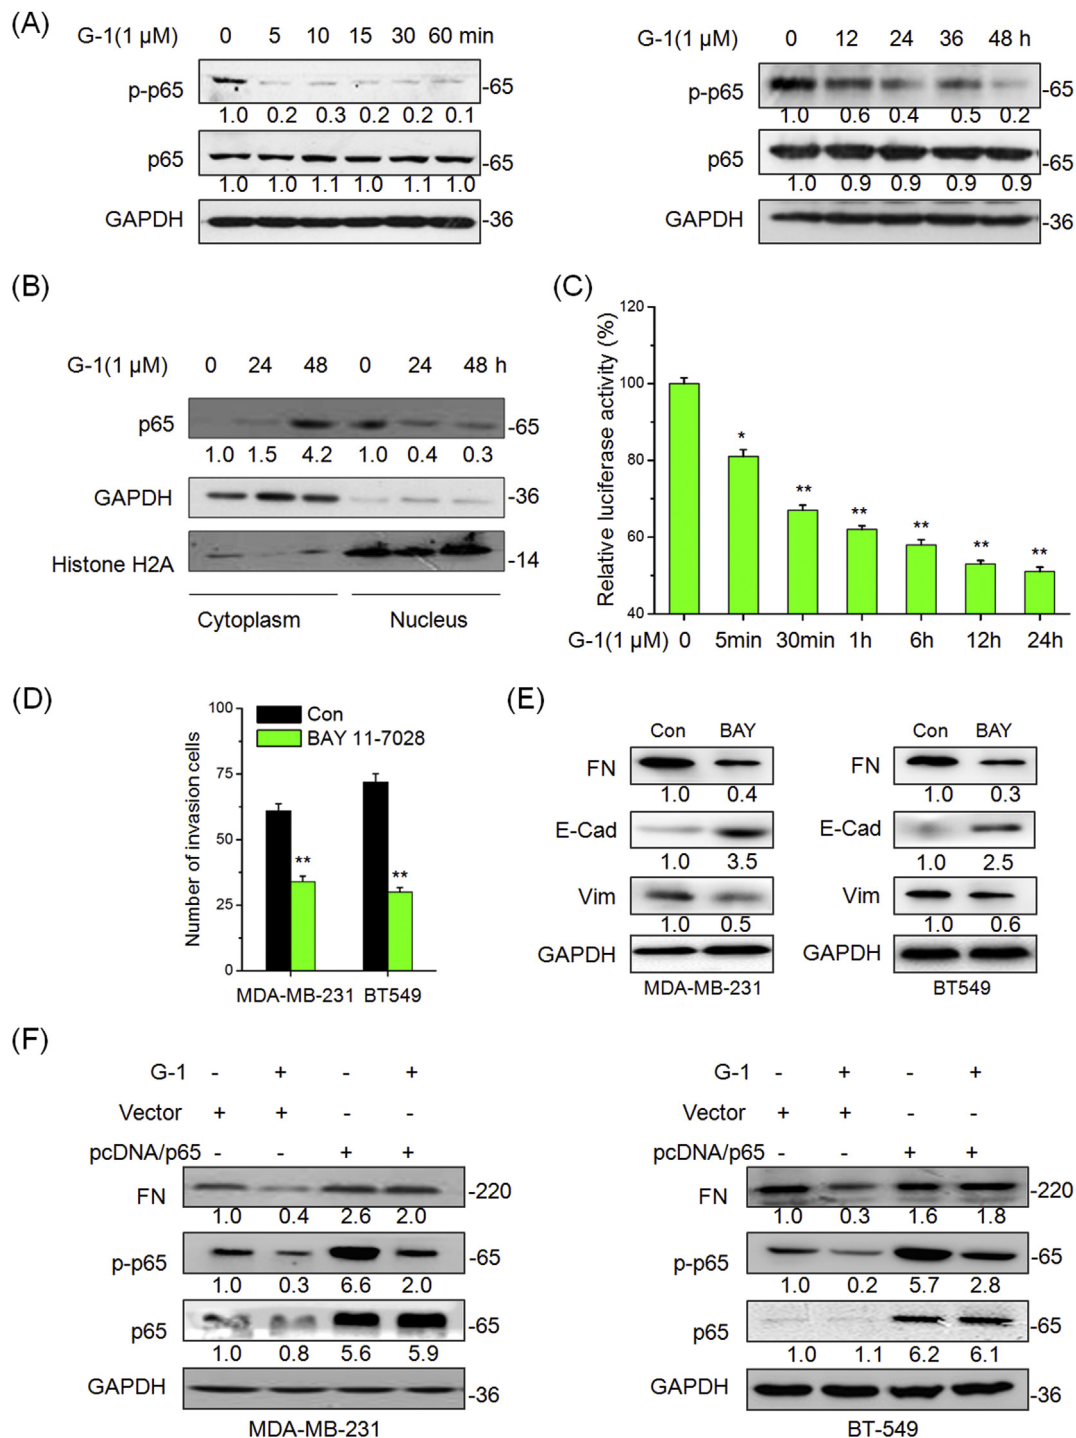 (A)
G-1(1 µM) 0 5 10 15 30 60 min
p-p65 -65
1.0 0.2 0.3 0.2 0.2 0.1
p65 -65
1.0 1.0 1.1 1.0 1.1 1.0
GAPDH -36
G-1(1 µM) 0 12 24 36 48 h
p-p65 -65
1.0 0.6 0.4 0.5 0.2
p65 -65
1.0 0.9 0.9 0.9 0.9
GAPDH -36
(B)
G-1(1 µM) 0 24 48 0 24 48 h
p65 -65
1.0 1.5 4.2 1.0 0.4 0.3
GAPDH -36
Histone H2A -14
Cytoplasm Nucleus
(C)
Relative luciferase activity (%)
120
100
80
60
40
* ** ** ** ** **
G-1(1 µM) 0 5min 30min 1h 6h 12h 24h
(D)
Number of invasion cells
100
75
50
25
0
Con
BAY 11-7028
** **
MDA-MB-231 BT549
(E)
Con BAY
FN
1.0 0.4
E-Cad
1.0 3.5
Vim
1.0 0.5
GAPDH
MDA-MB-231
Con BAY
FN
1.0 0.3
E-Cad
1.0 2.5
Vim
1.0 0.6
GAPDH
BT549
(F)
G-1 - + - +
Vector + + - -
pcDNA/p65 - - + +
FN -220
1.0 0.4 2.6 2.0
p-p65 -65
1.0 0.3 6.6 2.0
p65 -65
1.0 0.8 5.6 5.9
GAPDH -36
MDA-MB-231
G-1 - + - +
Vector + + - -
pcDNA/p65 - - + +
FN -220
1.0 0.3 1.6 1.8
p-p65 -65
1.0 0.2 5.7 2.8
p65 -65
1.0 1.1 6.2 6.1
GAPDH -36
BT-549